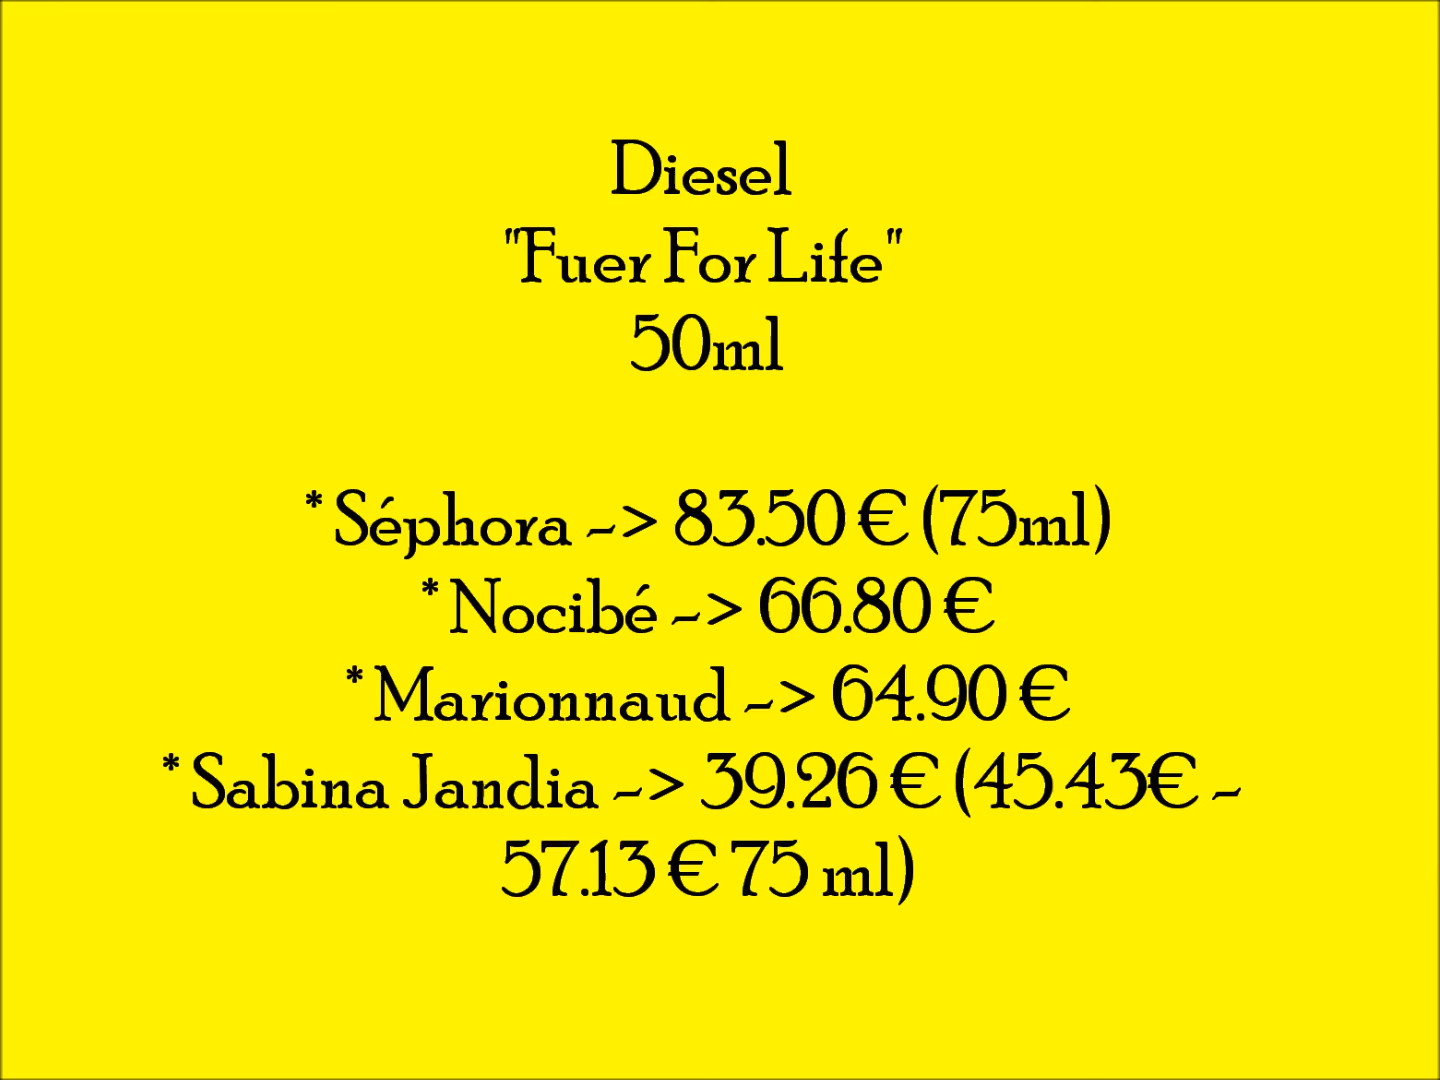 Diesel
"Fuer For Life"
50ml
*Séphora -> 83.50 € (75ml)
*Nocibé -> 66.80 €
*Marionnaud -> 64.90 €
*Sabina Jandia -> 39.26 € (45.43€ -
57.13 € 75 ml)